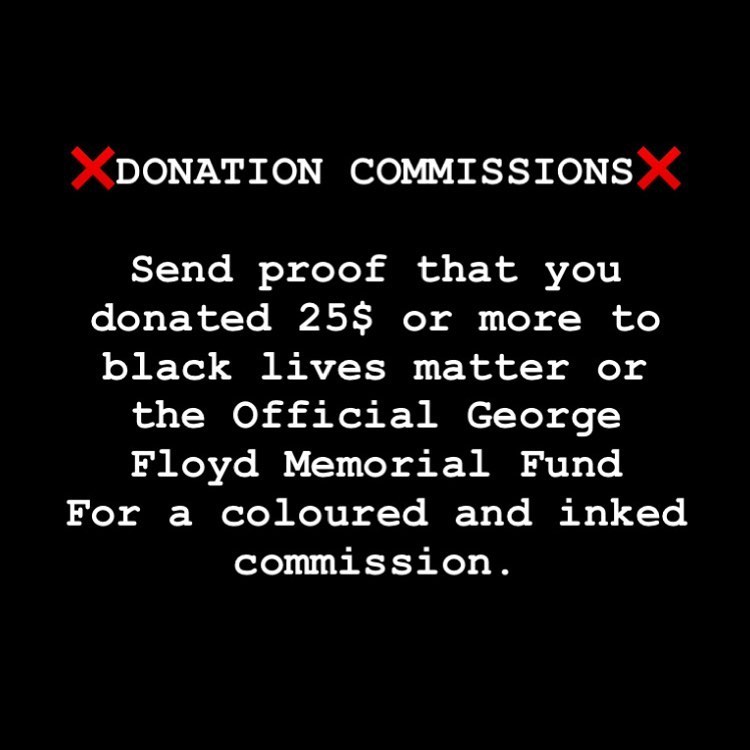 ❌DONATION COMMISSIONS❌
Send proof that you
donated 25$ or more to
black lives matter or
the Official George
Floyd Memorial Fund
For a coloured and inked
commission.